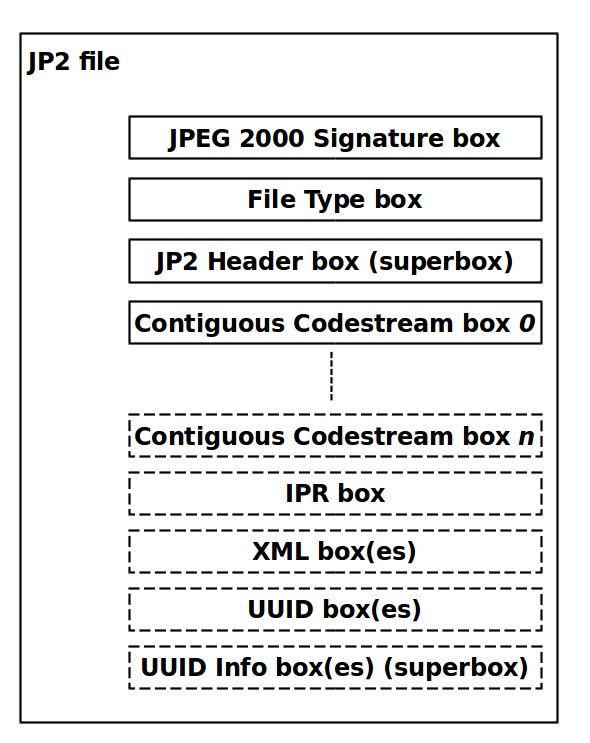 JP2 file
JPEG 2000 Signature box
File Type box
JP2 Header box (superbox)
Contiguous Codestream box 0
Contiguous Codestream box n
IPR box
XML box(es)
UUID box(es)
UUID Info box(es) (superbox)